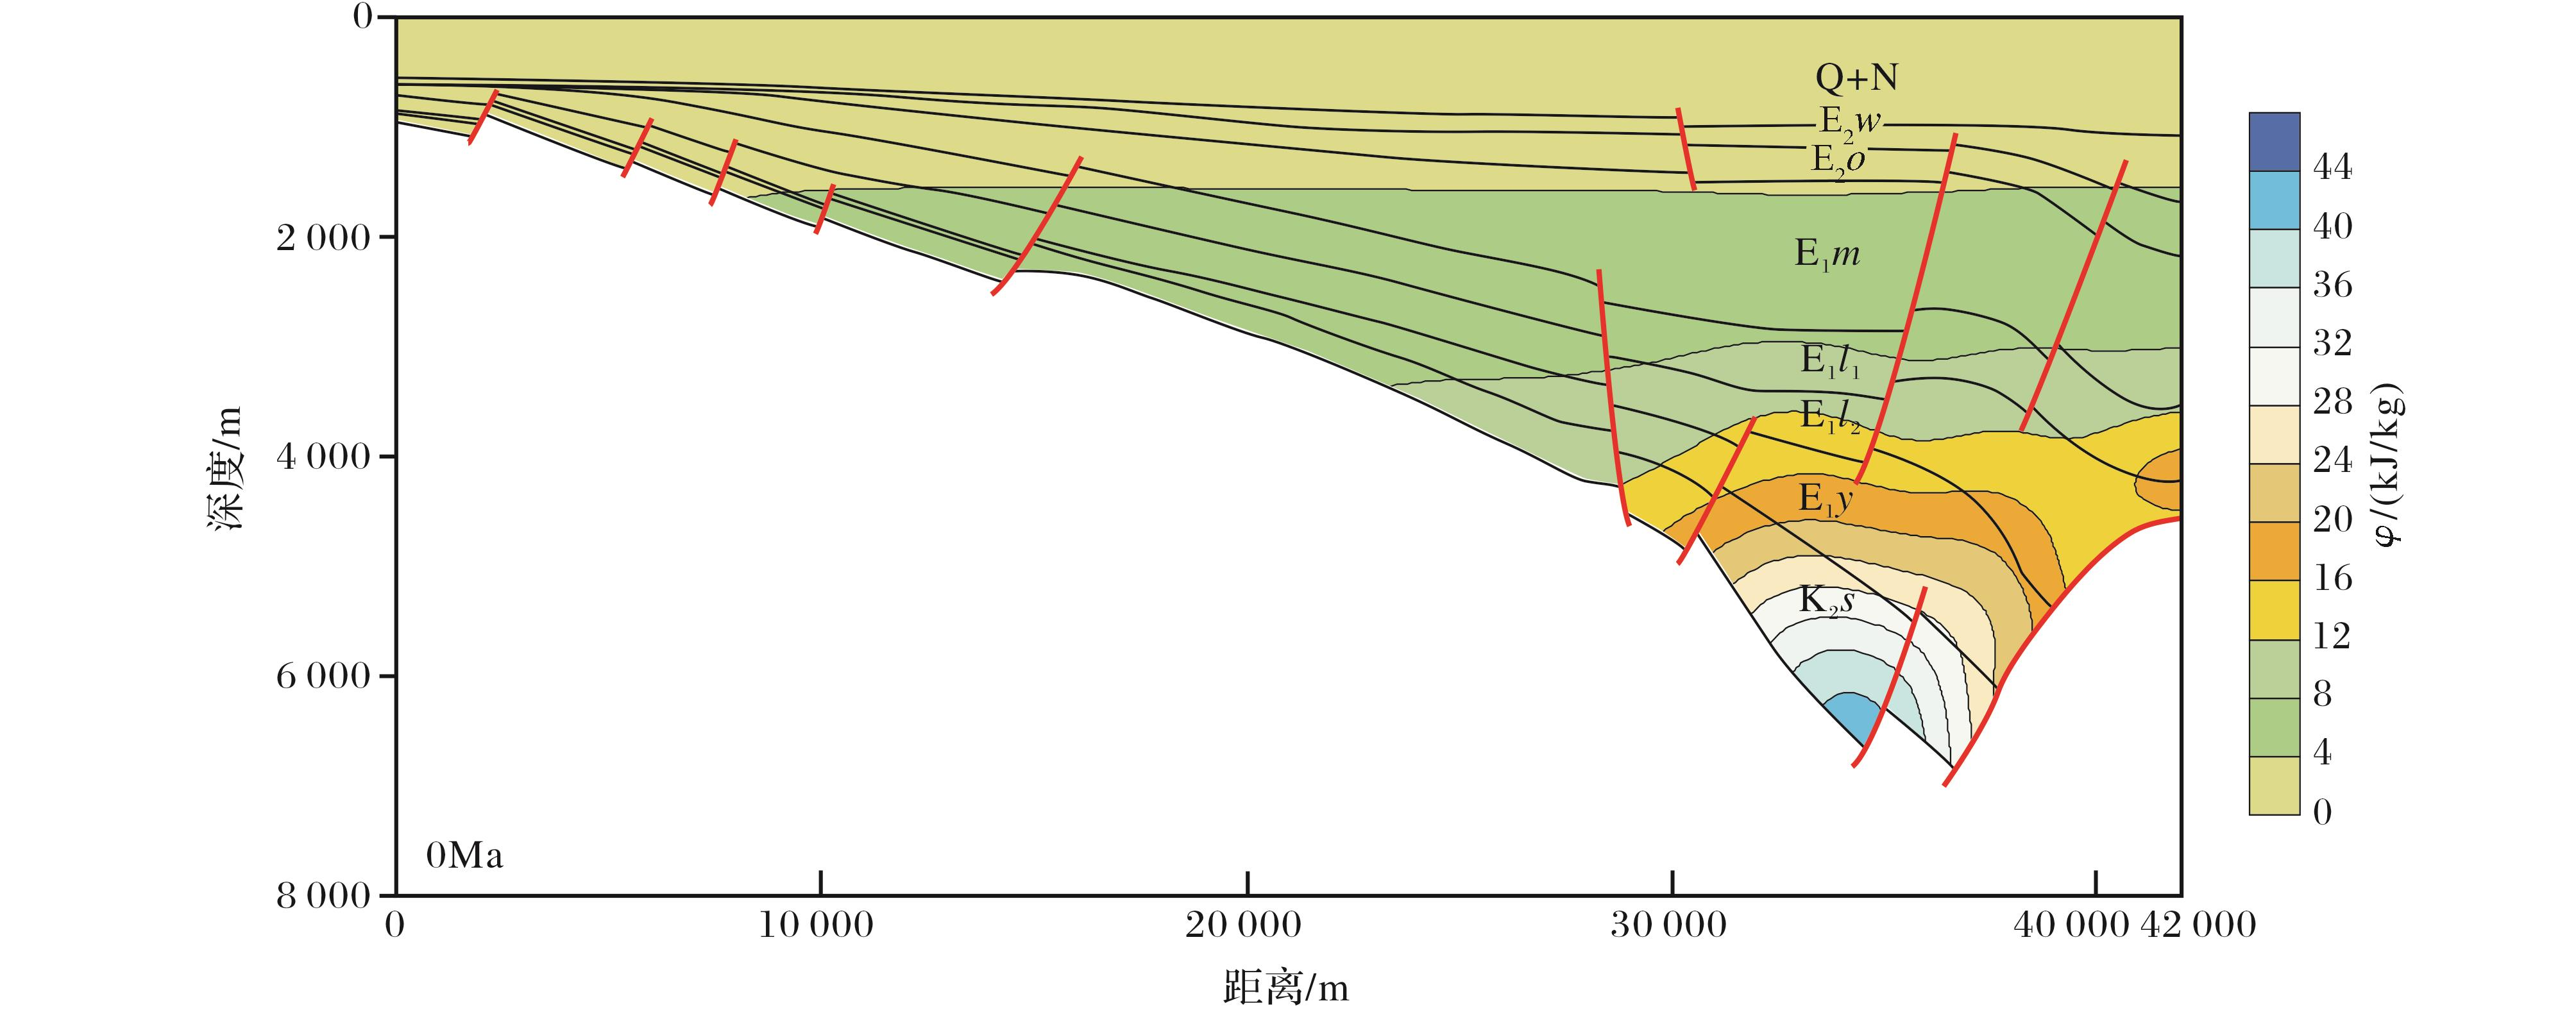 0
2 000
4 000
6 000
8 000
深度/m
Q+N
E₂w
E₂o
E₁m
E₁l₁
E₁l₂
E₁y
K₂s
0Ma
0
10 000
20 000
30 000
40 000
42 000
距离/m
44
40
36
32
28
24
20
16
12
8
4
0
φ/(kJ/kg)